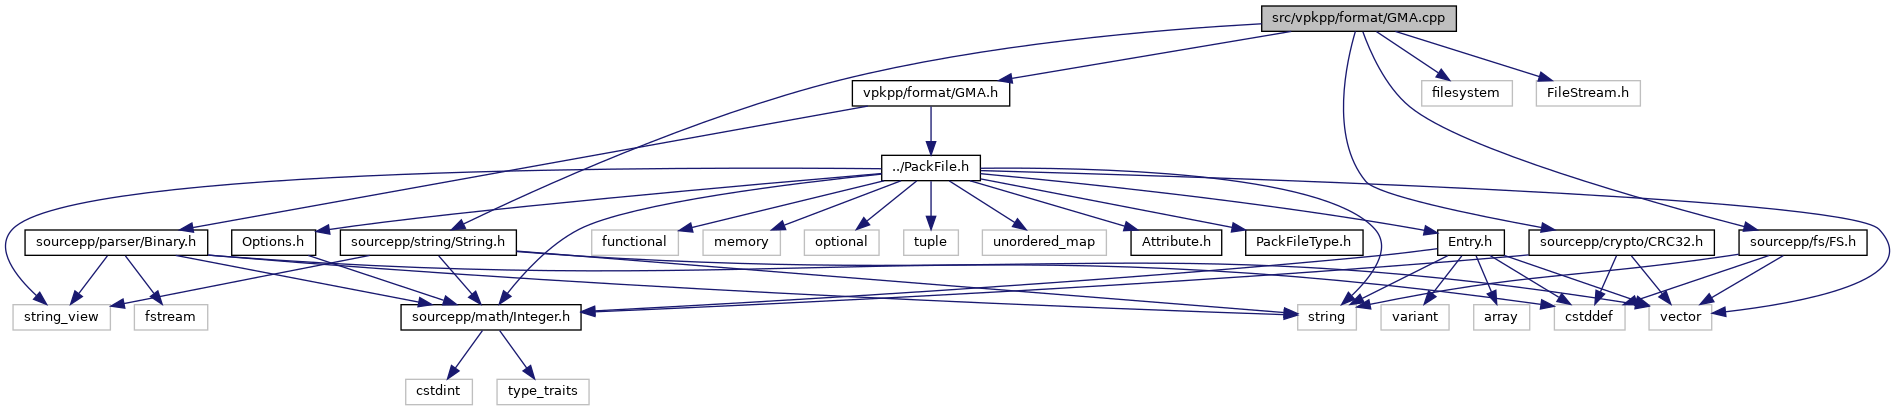 src/vpkpp/format/GMA.cpp
vpkpp/format/GMA.h
filesystem
FileStream.h
../PackFile.h
sourcepp/parser/Binary.h
Options.h
sourcepp/string/String.h
functional
memory
optional
tuple
unordered_map
Attribute.h
PackFileType.h
Entry.h
sourcepp/crypto/CRC32.h
sourcepp/fs/FS.h
string_view
fstream
sourcepp/math/Integer.h
string
variant
array
cstddef
vector
cstdint
type_traits